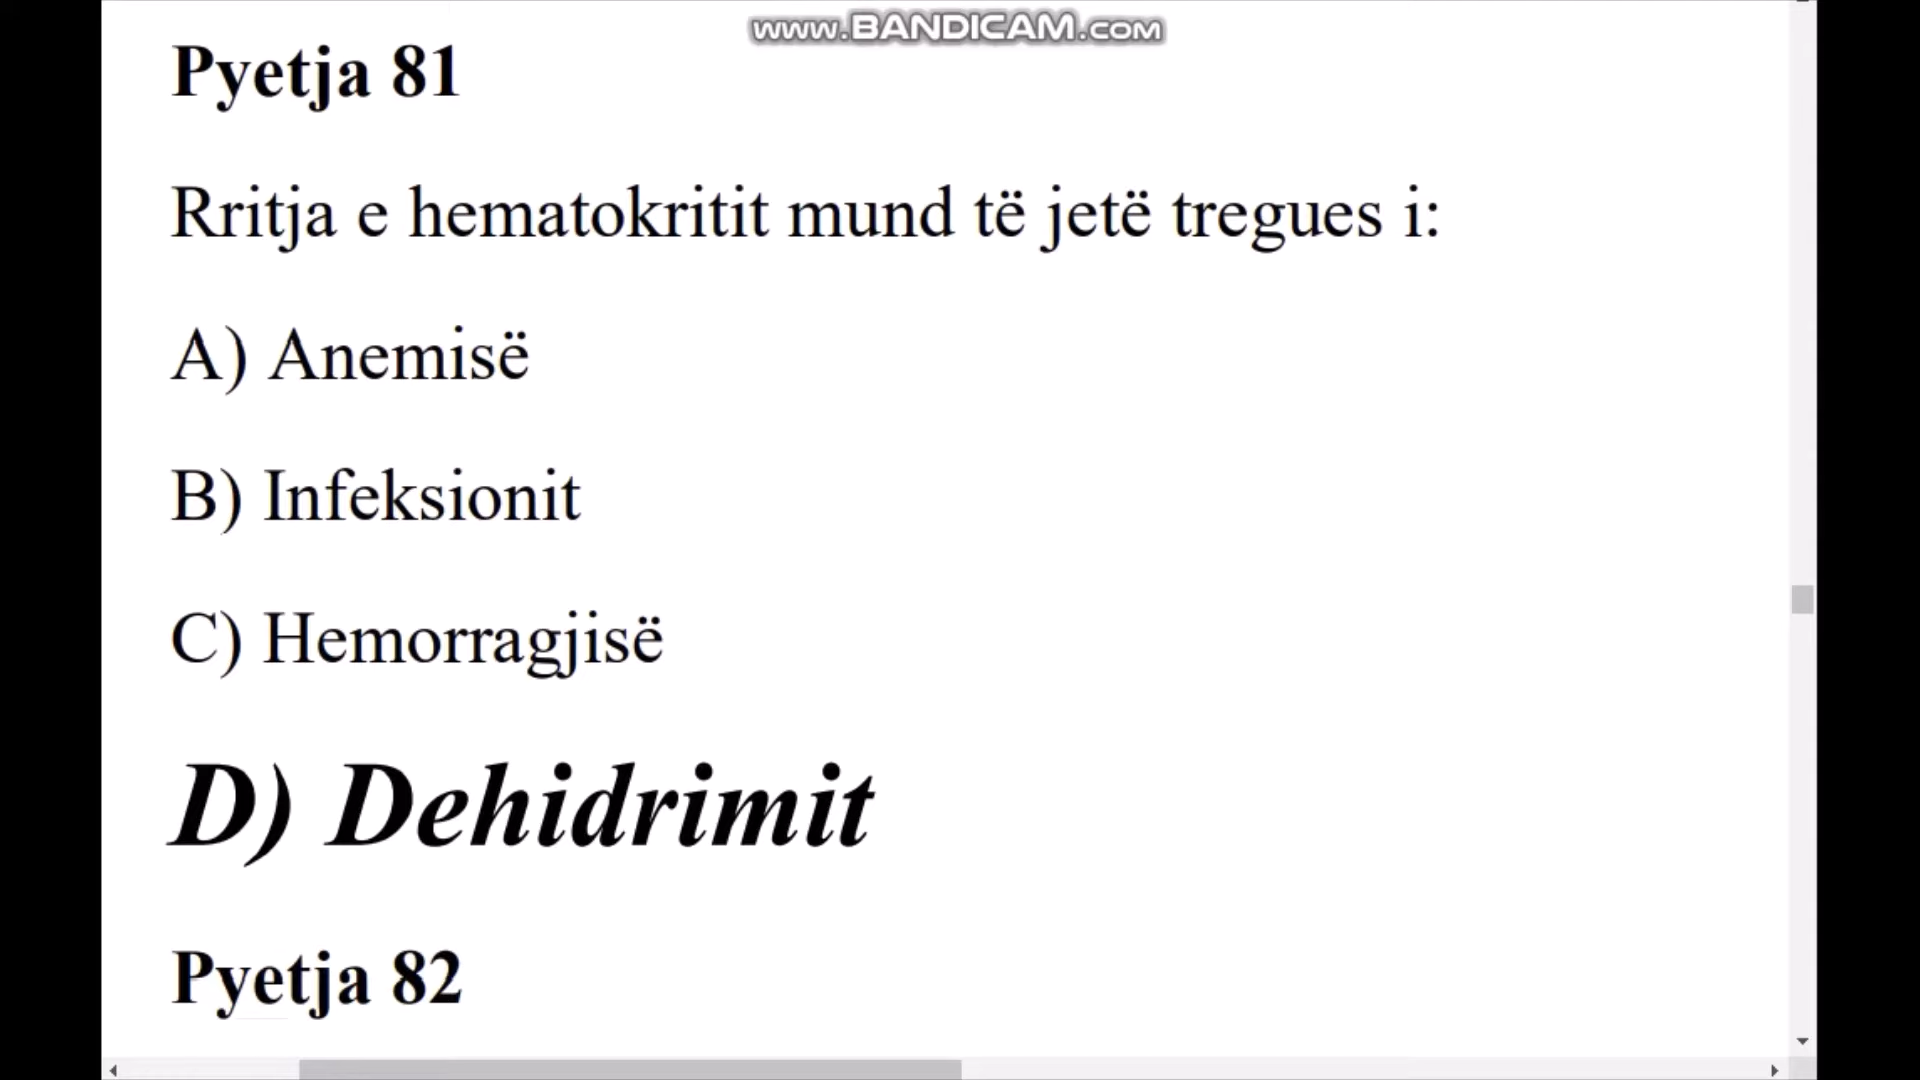 www.BANDICAM.com
Pyetja 81
Rritja e hematokritit mund të jetë tregues i:
A) Anemisë
B) Infeksionit
C) Hemorragjisë
D) Dehidrimit
Pyetja 82